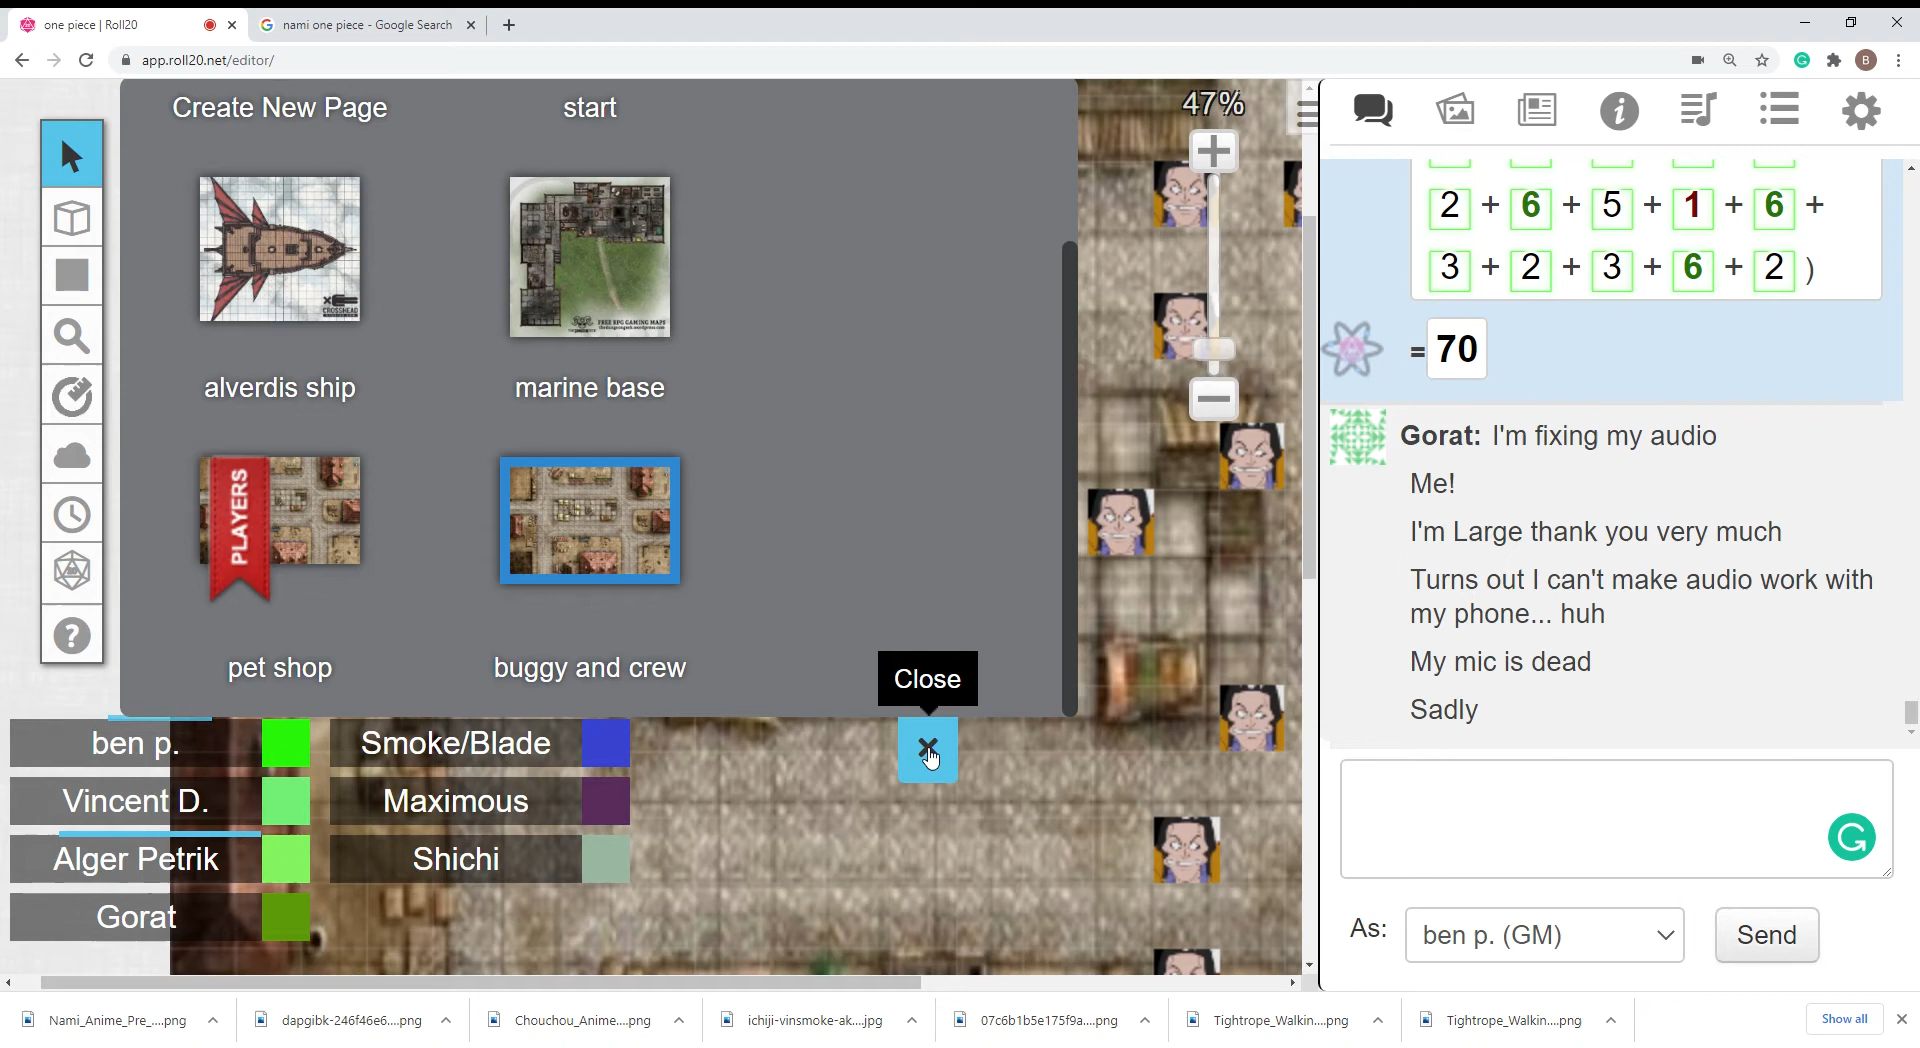 one piece | Roll20
nami one piece - Google Search
app.roll20.net/editor/
B
Create New Page
start
47%
CROSSHEAD
FREE RPG GAMING MAPS
alverdis ship
marine base
PLAYERS
pet shop
buggy and crew
Close
ben p.
Smoke/Blade
Vincent D.
Maximous
Alger Petrik
Shichi
Gorat
2 + 6 + 5 + 1 + 6 +
3 + 2 + 3 + 6 + 2 )
= 70
Gorat: I'm fixing my audio
Me!
I'm Large thank you very much
Turns out I can't make audio work with
my phone... huh
My mic is dead
Sadly
As:
ben p. (GM)
Send
Nami_Anime_Pre_....png
dapgibk-246f46e6....png
Chouchou_Anime....png
ichiji-vinsmoke-ak....jpg
07c6b1b5e175f9a....png
Tightrope_Walkin....png
Tightrope_Walkin....png
Show all